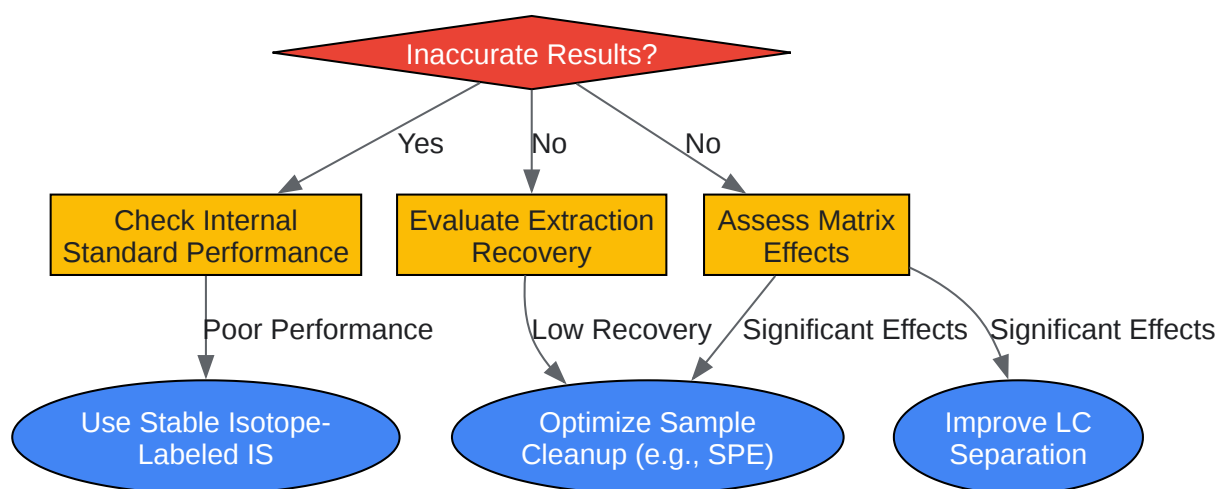 Inaccurate Results?
Yes
No
No
Check Internal
Standard Performance
Evaluate Extraction
Recovery
Assess Matrix
Effects
Poor Performance
Low Recovery
Significant Effects
Significant Effects
Use Stable Isotope-
Labeled IS
Optimize Sample
Cleanup (e.g., SPE)
Improve LC
Separation